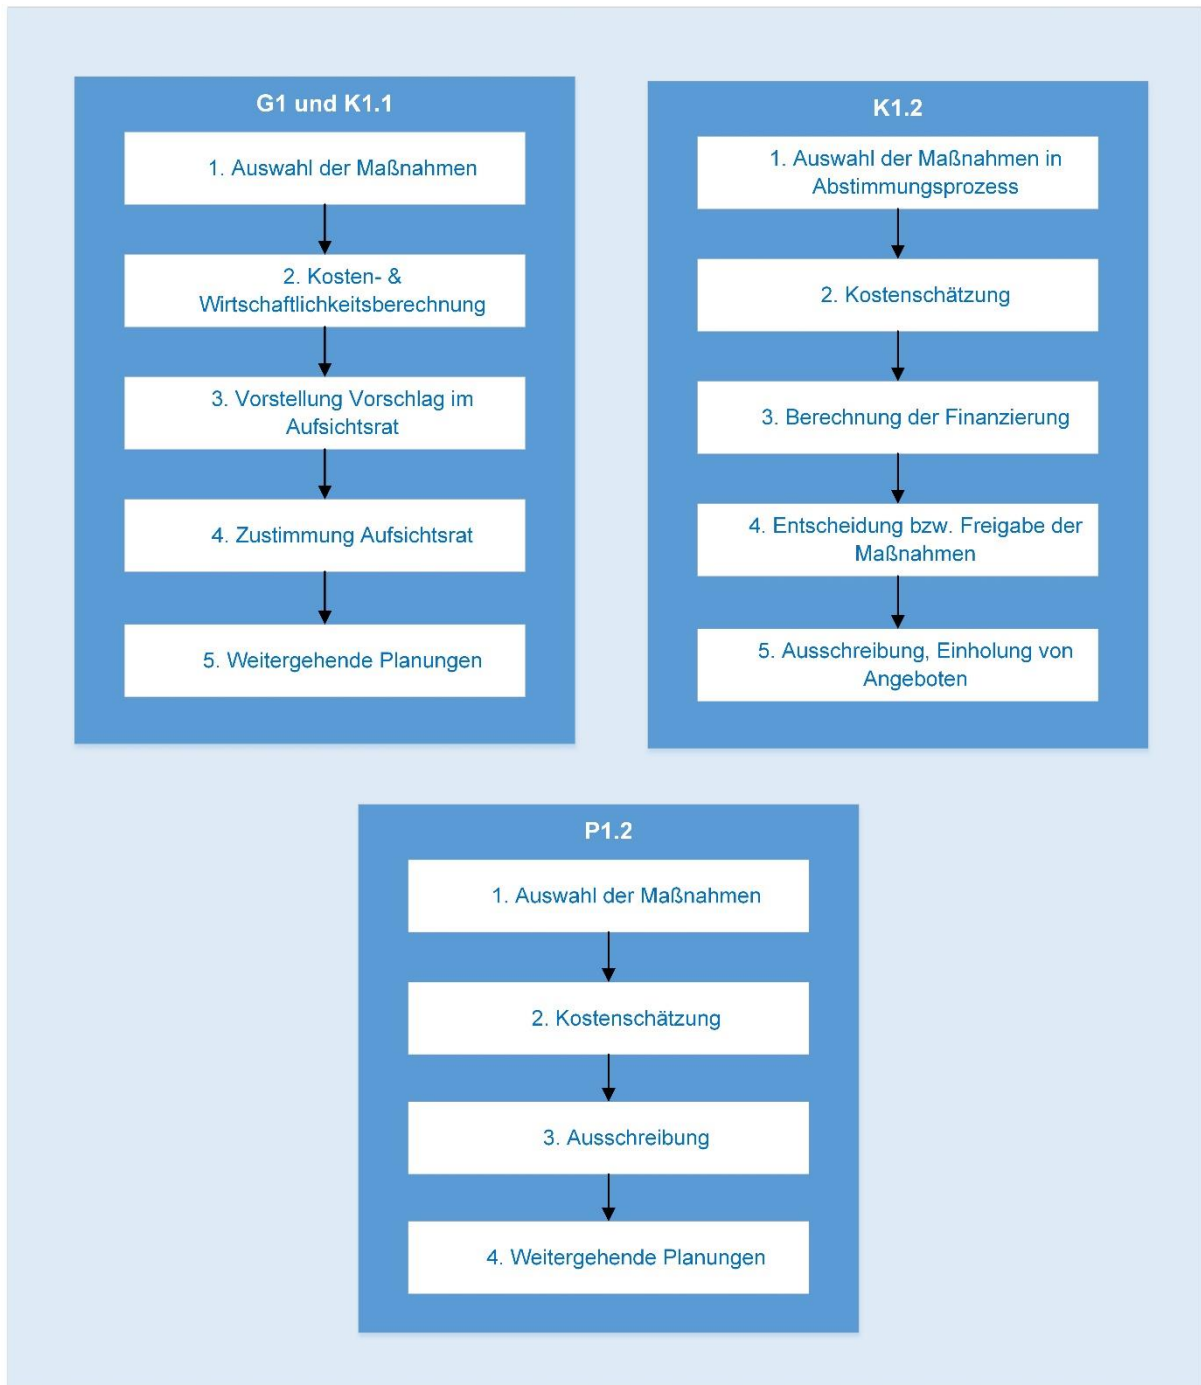 G1 und K1.1
1. Auswahl der Maßnahmen
2. Kosten- &
Wirtschaftlichkeitsberechnung
3. Vorstellung Vorschlag im
Aufsichtsrat
4. Zustimmung Aufsichtsrat
5. Weitergehende Planungen
K1.2
1. Auswahl der Maßnahmen in
Abstimmungsprozess
2. Kostenschätzung
3. Berechnung der Finanzierung
4. Entscheidung bzw. Freigabe der
Maßnahmen
5. Ausschreibung, Einholung von
Angeboten
P1.2
1. Auswahl der Maßnahmen
2. Kostenschätzung
3. Ausschreibung
4. Weitergehende Planungen